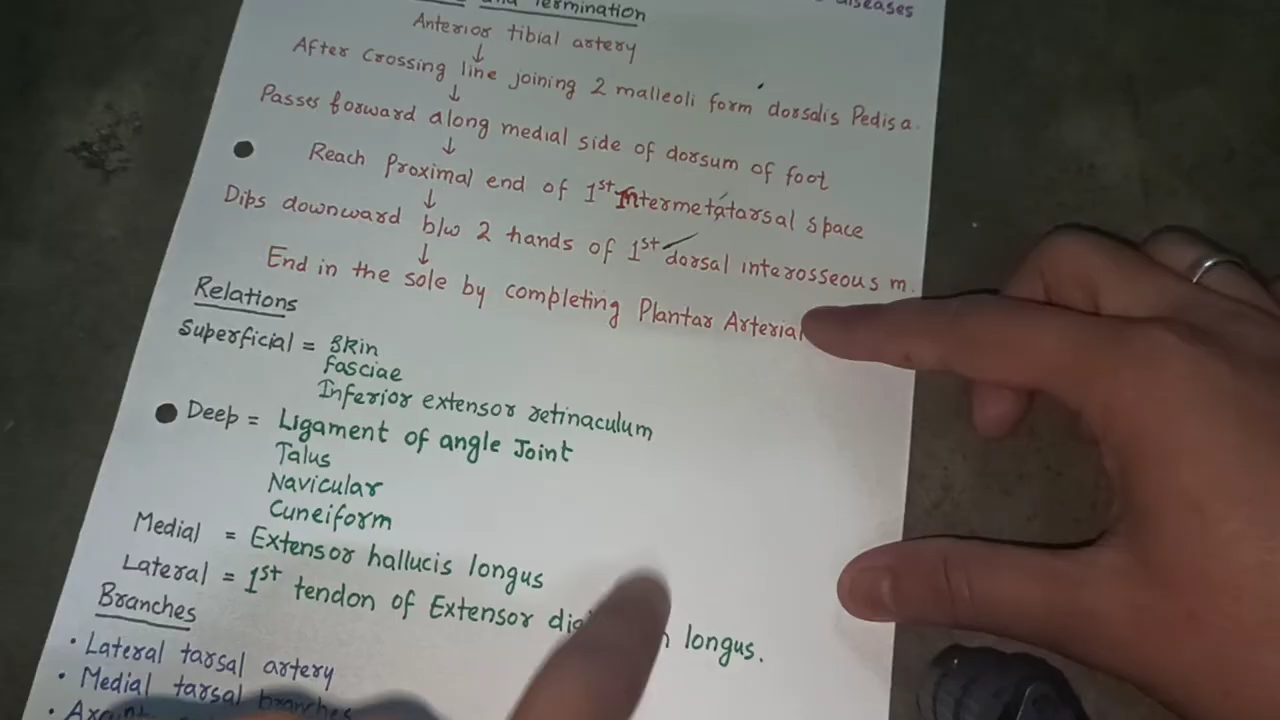 and Termination
diseases
Anterior tibial artery
↓
After crossing line joining 2 malleoli form dorsalis Pedis a.
↓
Passes forward along medial side of dorsum of foot
↓
Reach Proximal end of 1st Intermetatarsal space
↓
Dips downward b/w 2 hands of 1st dorsal interosseous m.
↓
End in the sole by completing Plantar Arterial
Relations
Superficial = Skin
Fasciae
Inferior extensor retinaculum
Deep = Ligament of angle Joint
Talus
Navicular
Cuneiform
Medial = Extensor hallucis longus
Lateral = 1st tendon of Extensor longus.
Branches
• Lateral tarsal artery
• Medial tarsal branches